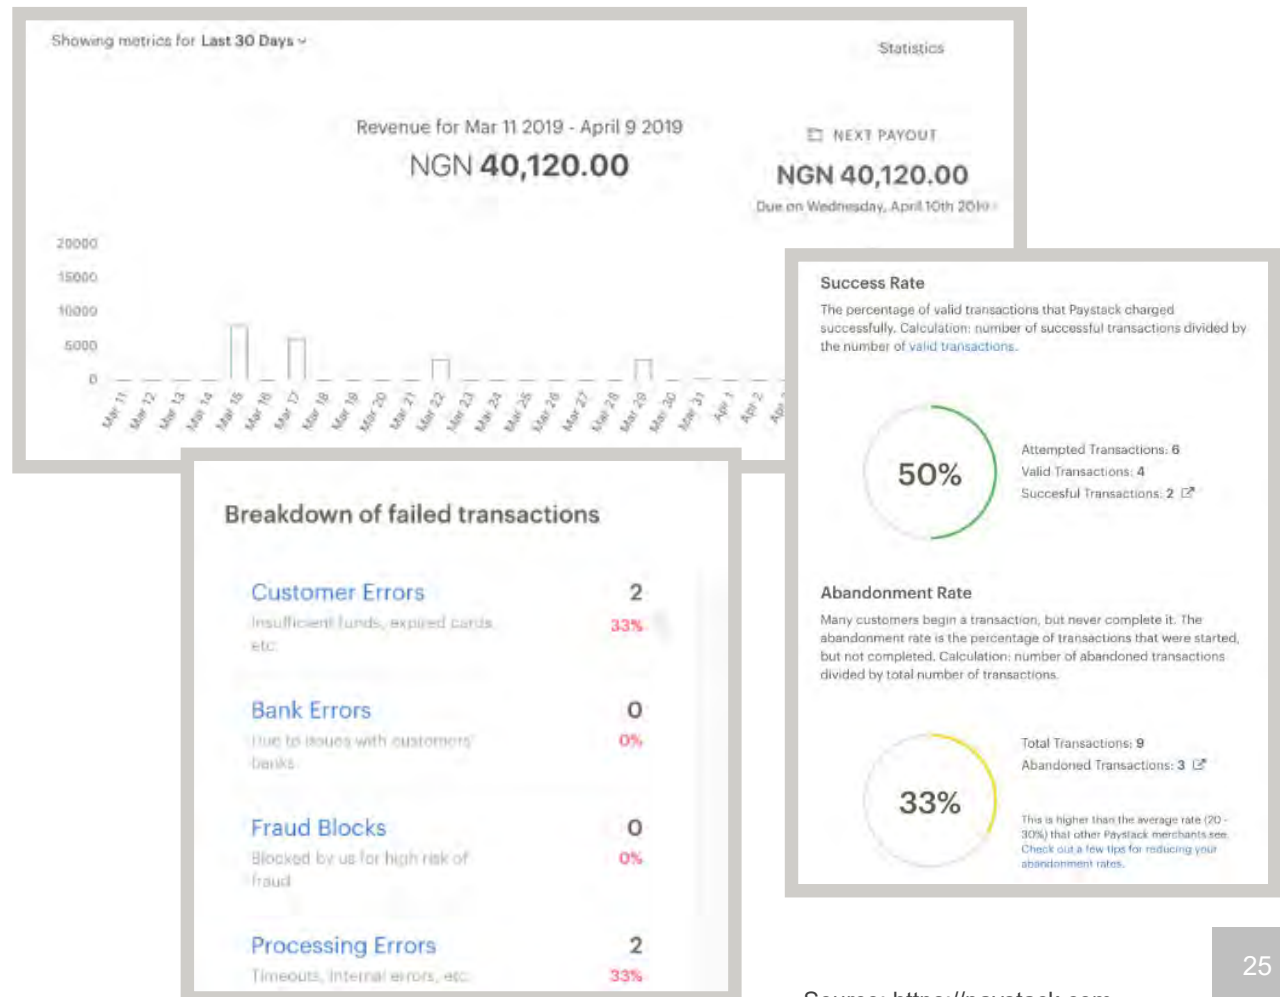 Showing metrics for Last 30 Days
Statistics
Revenue for Mar 11 2019 - April 9 2019
NGN 40,120.00
NEXT PAYOUT
NGN 40,120.00
Due on Wednesday, April 10th 2019
20000
15000
10000
5000
0
Mar 11
Mar 12
Mar 13
Mar 14
Mar 15
Mar 16
Mar 17
Mar 18
Mar 19
Mar 20
Mar 21
Mar 22
Mar 23
Mar 24
Mar 25
Mar 26
Mar 27
Mar 28
Mar 29
Mar 30
Mar 31
Apr 1
Apr 2
Apr
Success Rate
The percentage of valid transactions that Paystack charged
successfully. Calculation: number of successful transactions divided by
the number of valid transactions.
50%
Attempted Transactions: 6
Valid Transactions: 4
Succesful Transactions: 2
Abandonment Rate
Many customers begin a transaction, but never complete it. The
abandonment rate is the percentage of transactions that were started,
but not completed. Calculation: number of abandoned transactions
divided by total number of transactions.
33%
Total Transactions: 9
Abandoned Transactions: 3
This is higher than the average rate (20 -
30%) that other Paystack merchants see.
Check out a few tips for reducing your
abandonment rates.
Breakdown of failed transactions
Customer Errors 2
Insufficient funds, expired cards, 33%
etc.
Bank Errors 0
Due to issues with customers' 0%
banks
Fraud Blocks 0
Blocked by us for high risk of 0%
fraud
Processing Errors 2
Timeouts, internal errors, etc. 33%
25
Source: https://paystack.com